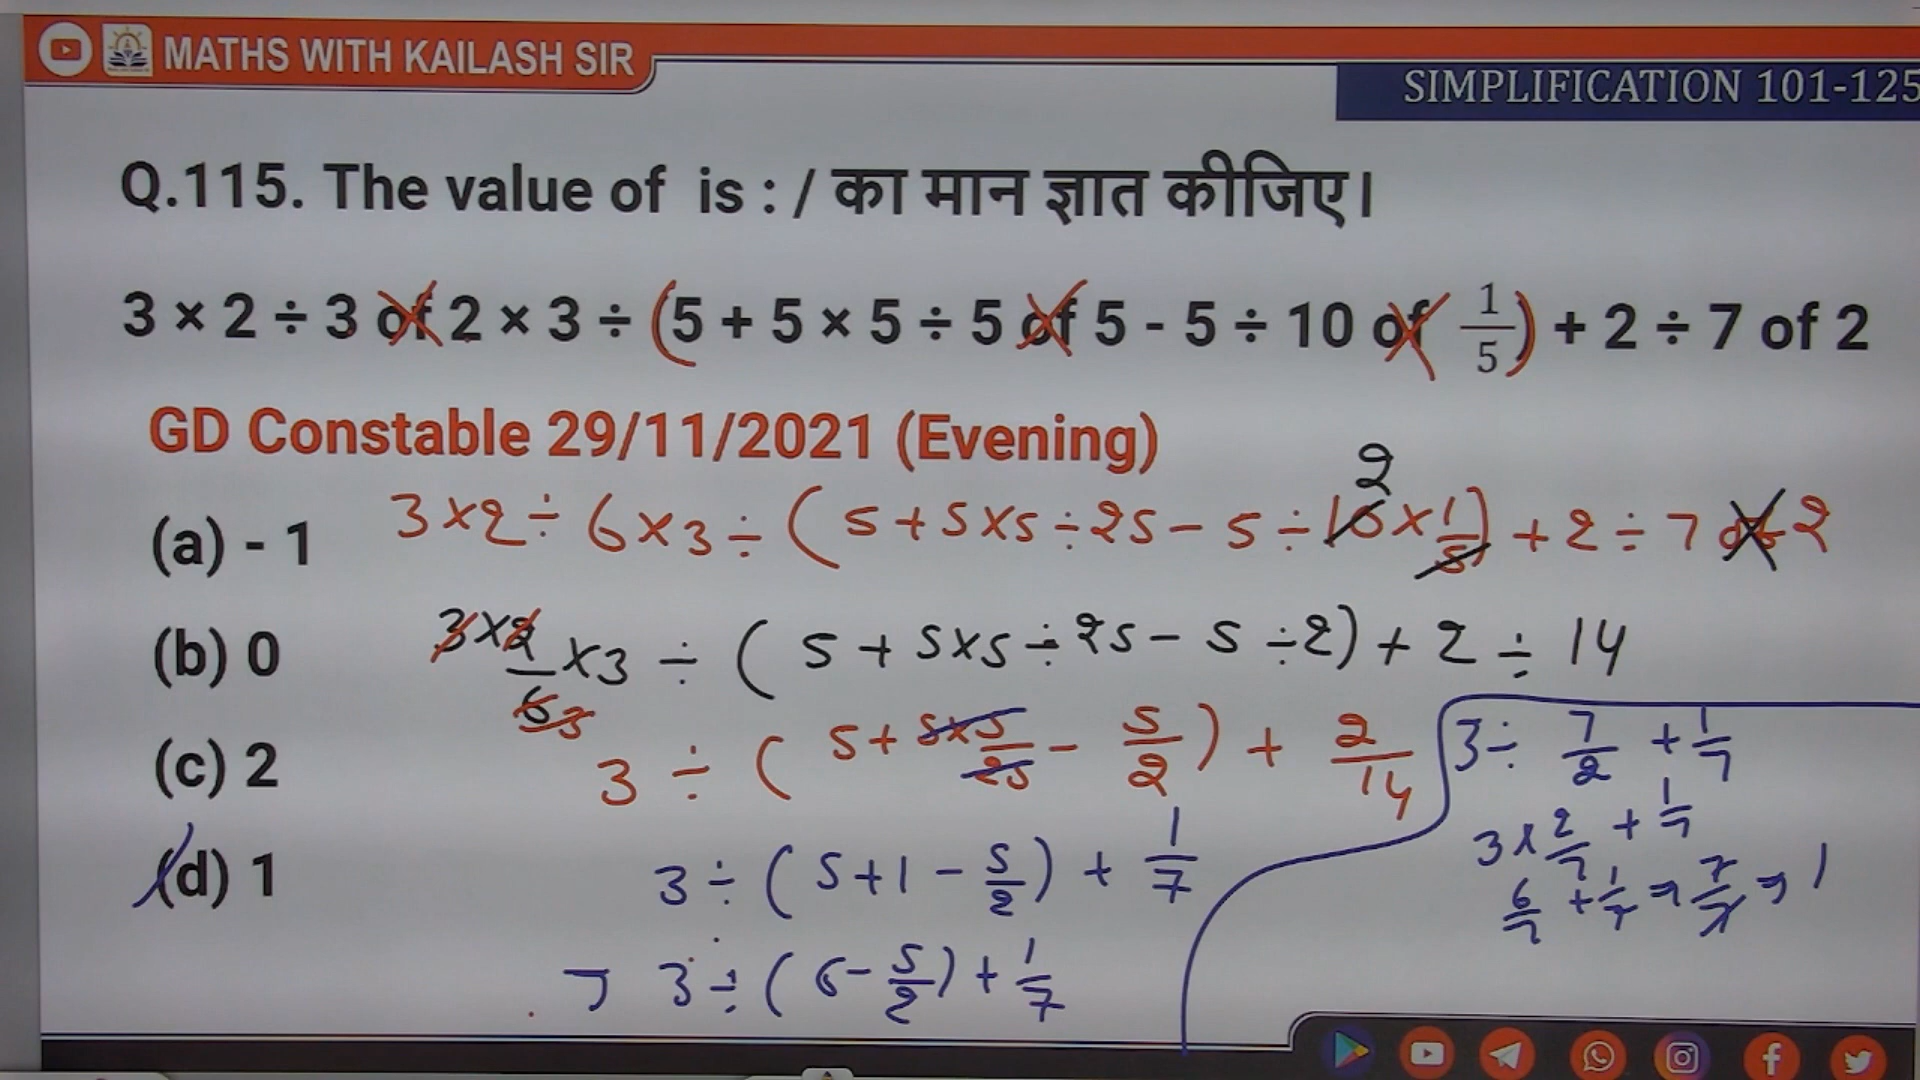 MATHS WITH KAILASH SIR
SIMPLIFICATION 101-125
Q.115. The value of is : / का मान ज्ञात कीजिए।
3 × 2 ÷ 3 of 2 × 3 ÷ (5 + 5 × 5 ÷ 5 of 5 - 5 ÷ 10 of 1/5) + 2 ÷ 7 of 2
GD Constable 29/11/2021 (Evening)
2
(a) - 1
3×2÷ 6×3÷ (5+5×5÷25-5÷10×1/5)+2÷7 of 2
(b) 0
3×2/6 ×3 ÷ (5+5×5÷25-5÷2)+2÷14
(c) 2
3 ÷ (5+5×5/25 - 5/2) + 2/14
3÷ 7/2 + 1/7
3×2/7 + 1/7
(d) 1
3÷(5+1-5/2)+ 1/7
6/7 + 1/7 ⇒ 7/7 ⇒ 1
3÷(6-5/2)+1/7